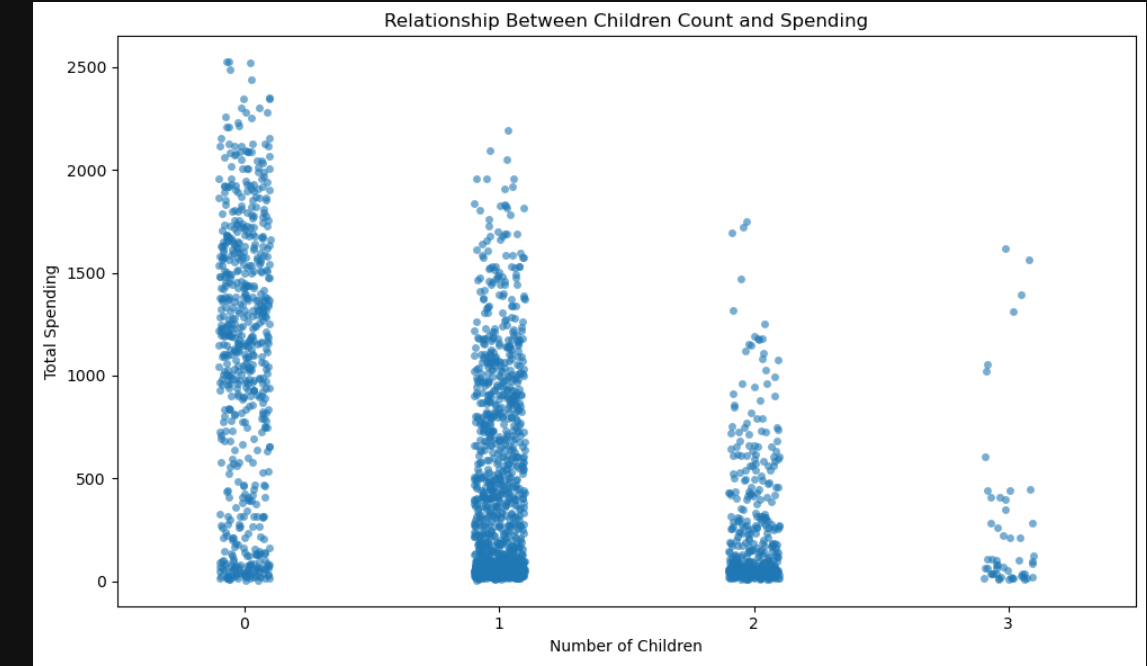 Relationship Between Children Count and Spending
2500
2000
1500
1000
500
0
Total Spending
0 1 2 3
Number of Children